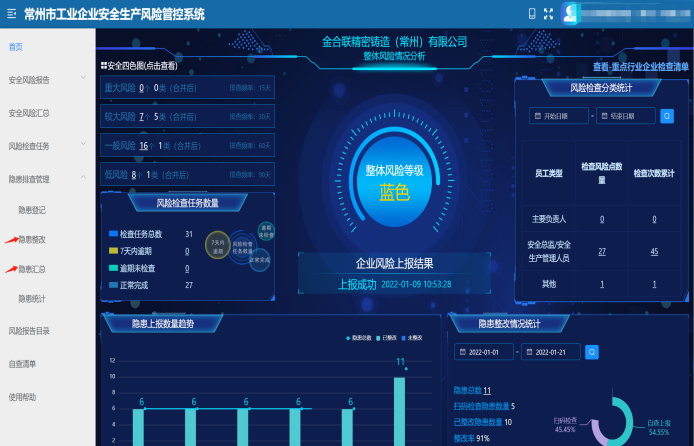 常州市工业企业安全生产风险管控系统
首页
安全风险报告
安全风险汇总
风险检查任务
隐患排查管理
隐患登记
隐患整改
隐患汇总
隐患统计
风险报告目录
自查清单
使用帮助
金合联精密铸造（常州）有限公司
整体风险情况分析
安全四色图(点击查看)
重大风险 0个 0类（合并后） 排查频率：15天
较大风险 7个 5类（合并后） 排查频率：30天
一般风险 16个 1类（合并后） 排查频率：60天
低风险 8个 1类（合并后） 排查频率：90天
风险检查任务数量
检查任务总数 31
7天内逾期 0
逾期未检查 0
正常完成 27
7天内
逾期
风险检查
任务数量
逾期
未检查
正常完成
整体风险等级
蓝色
企业风险上报结果
上报成功 2022-01-09 10:53:28
查看-重点行业企业检查清单
风险检查分类统计
开始日期 - 结束日期
员工类型 检查风险点数量 检查次数累计
主要负责人 0 0
安全总监/安全生产管理人员 27 45
其他 1 1
隐患上报数量趋势
隐患总数 已整改 未整改
12
10
8
6
4
2
6 6 6 6 6 11
隐患整改情况统计
2022-01-01 - 2022-01-21
隐患总数 11
扫码检查隐患数量 5
已整改隐患数量 10
整改率 91%
扫码检查
45.45%
自查上报
54.55%